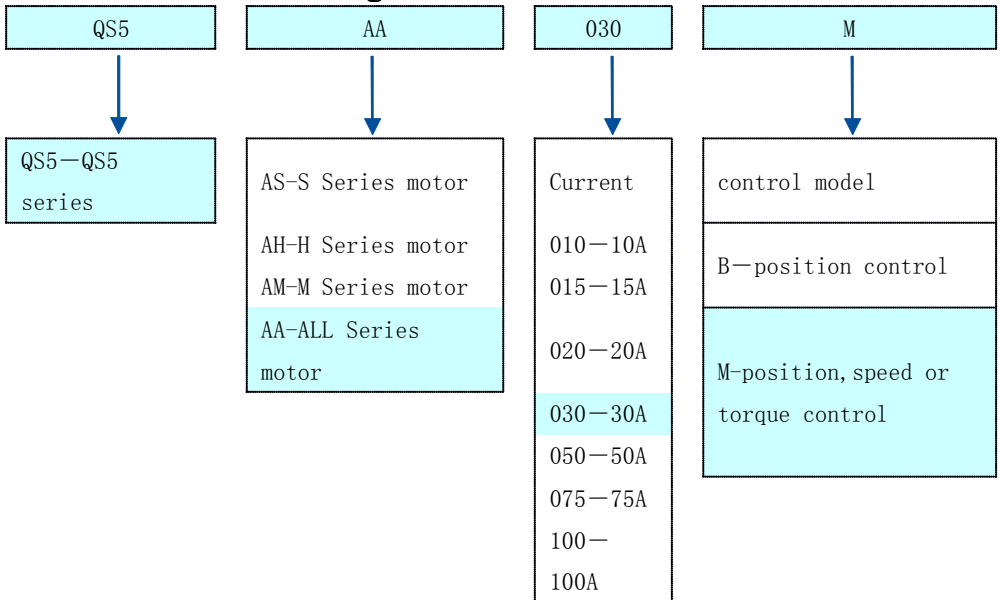 QS5
AA
030
M
QS5－QS5
series
AS-S Series motor
AH-H Series motor
AM-M Series motor
AA-ALL Series
motor
Current
010－10A
015－15A
020－20A
030－30A
050－50A
075－75A
100－
100A
control model
B－position control
M-position,speed or
torque control